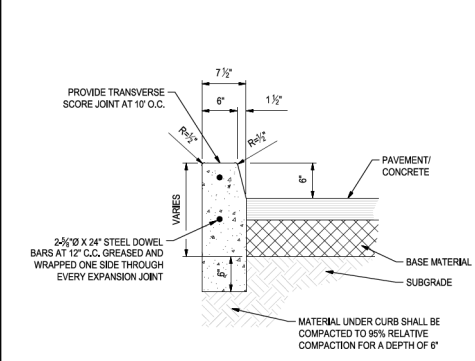 7 ½"
PROVIDE TRANSVERSE
SCORE JOINT AT 10' O.C.
6"
1 ½"
R=½"
R=½"
6"
PAVEMENT/
CONCRETE
VARIES
2-⅝"Ø X 24" STEEL DOWEL
BARS AT 12" C.C. GREASED AND
WRAPPED ONE SIDE THROUGH
EVERY EXPANSION JOINT
BASE MATERIAL
SUBGRADE
MATERIAL UNDER CURB SHALL BE
COMPACTED TO 95% RELATIVE
COMPACTION FOR A DEPTH OF 6"